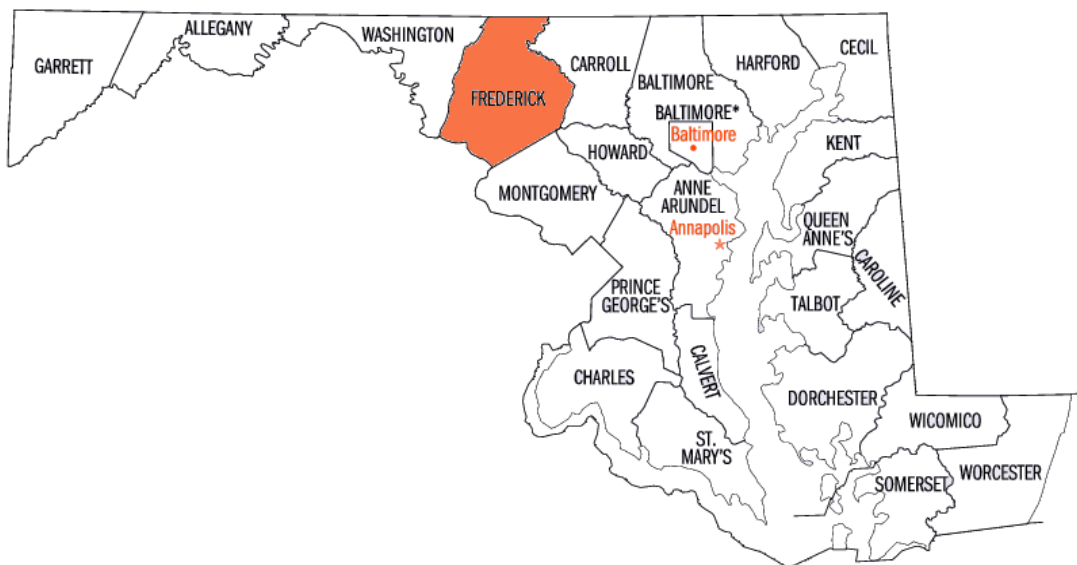 ALLEGANY
WASHINGTON
GARRETT
FREDERICK
CARROLL
BALTIMORE
HARFORD
CECIL
BALTIMORE*
Baltimore
HOWARD
KENT
MONTGOMERY
ANNE
ARUNDEL
Annapolis
QUEEN
ANNE'S
CAROLINE
PRINCE
GEORGE'S
TALBOT
CHARLES
CALVERT
DORCHESTER
WICOMICO
ST.
MARY'S
SOMERSET
WORCESTER